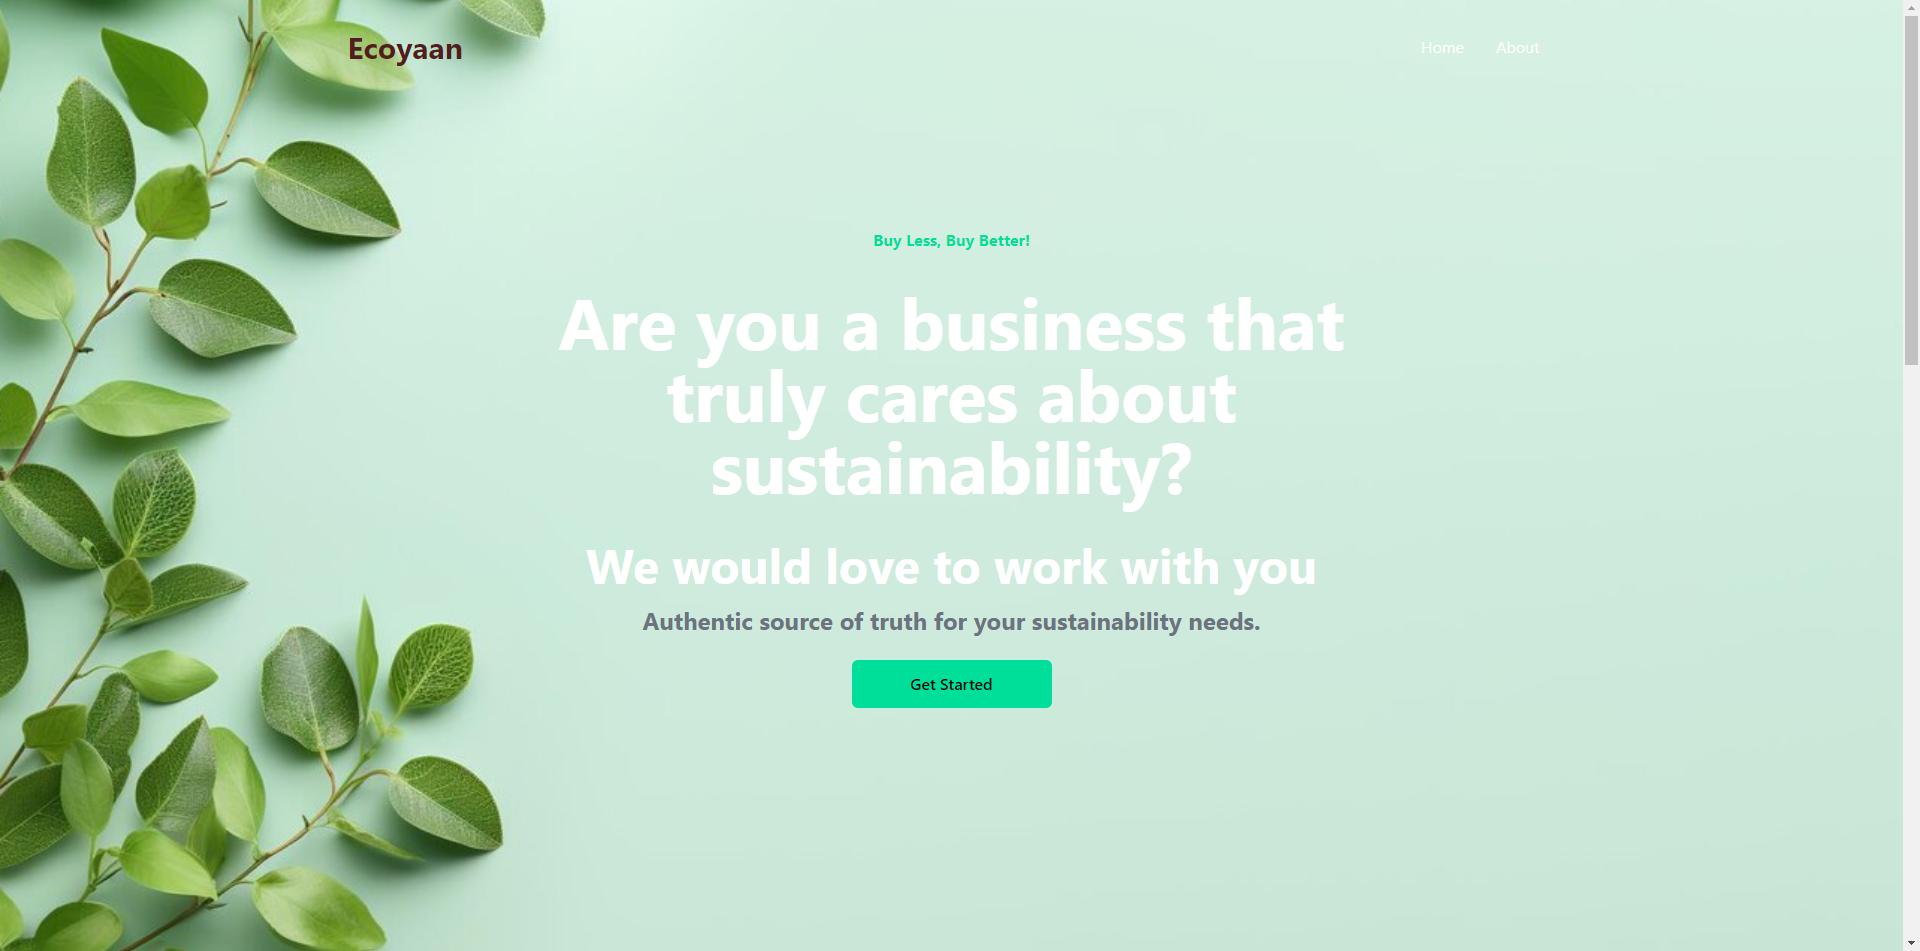 Ecoyaan
Home
About
Buy Less, Buy Better!
Are you a business that
truly cares about
sustainability?
We would love to work with you
Authentic source of truth for your sustainability needs.
Get Started